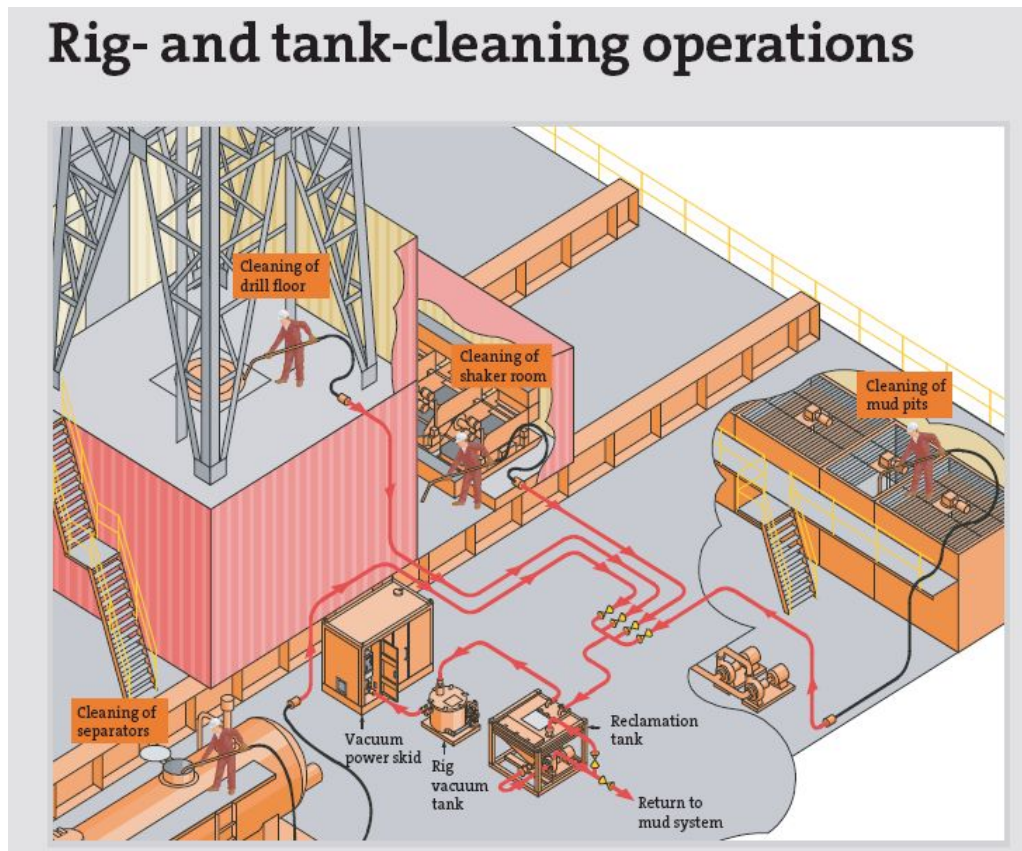 Rig- and tank-cleaning operations
Cleaning of
drill floor
Cleaning of
shaker room
Cleaning of
mud pits
Cleaning of
separators
Vacuum
power skid
Rig
vacuum
tank
Reclamation
tank
Return to
mud system